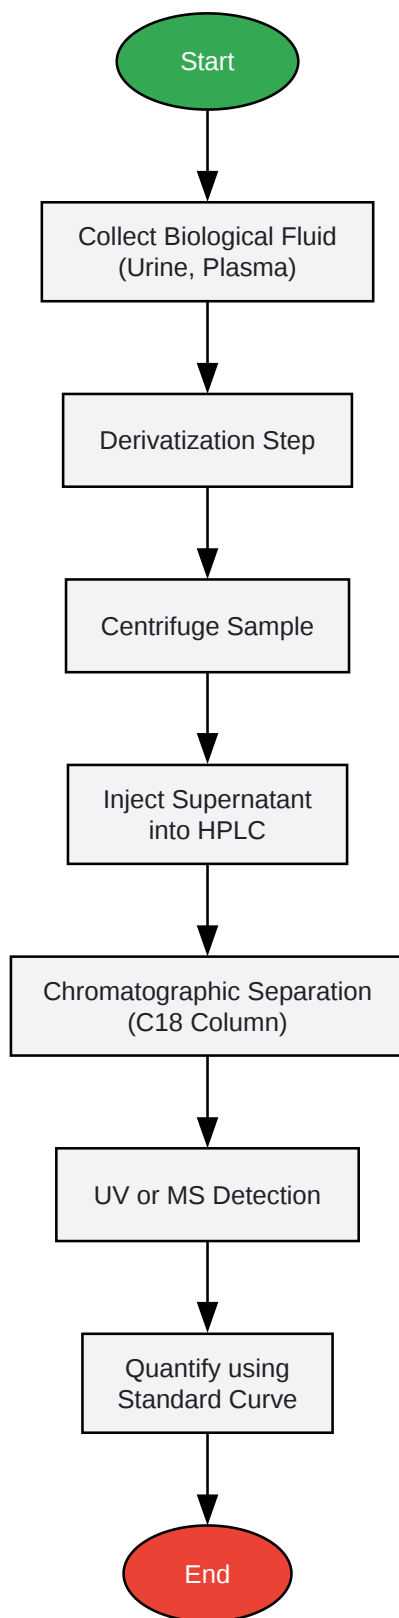 Start
Collect Biological Fluid
(Urine, Plasma)
Derivatization Step
Centrifuge Sample
Inject Supernatant
into HPLC
Chromatographic Separation
(C18 Column)
UV or MS Detection
Quantify using
Standard Curve
End